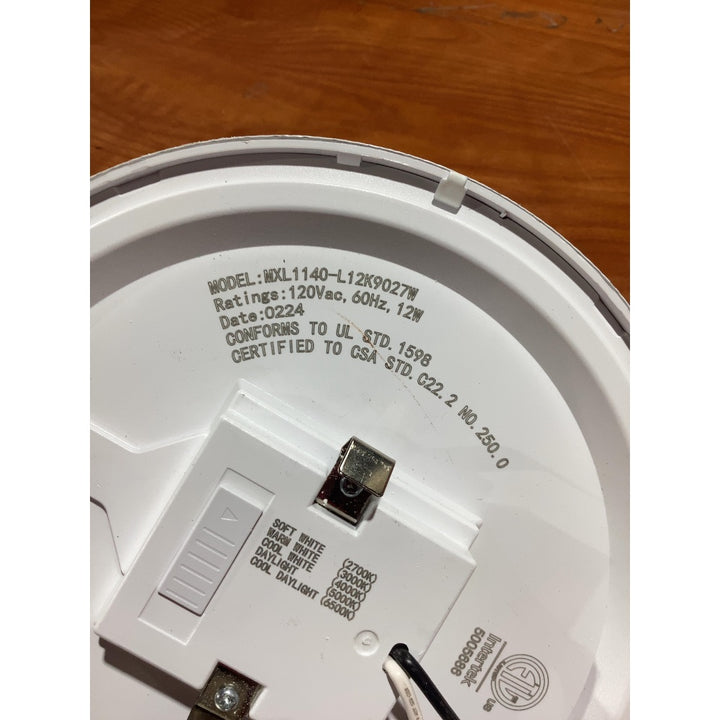 MODEL:MXL1140-L12K9027W
Ratings:120Vac, 60Hz, 12W
Date:0224
CONFORMS TO UL STD. 1598
CERTIFIED TO CSA STD. C22.2 NO.250.0
SOFT WHITE (2700K)
WARM WHITE (3000K)
COOL WHITE (4000K)
DAYLIGHT (5000K)
COOL DAYLIGHT (6500K)
Intertek
5005686
ETL
US